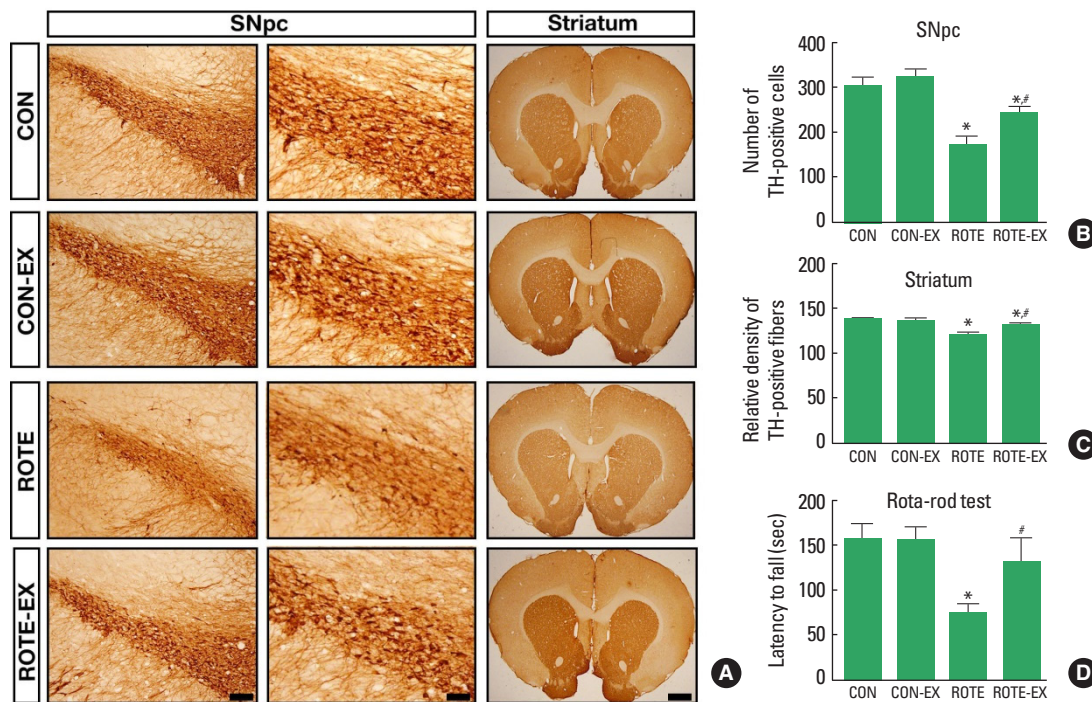 SNpc
Striatum
CON
CON-EX
ROTE
ROTE-EX
A
SNpc
Number of
TH-positive cells
400
300
200
100
0
*
*,#
CON CON-EX ROTE ROTE-EX
B
Striatum
Relative density of
TH-positive fibers
200
150
100
50
0
*
*,#
CON CON-EX ROTE ROTE-EX
C
Rota-rod test
Latency to fall (sec)
200
150
100
50
0
*
#
CON CON-EX ROTE ROTE-EX
D